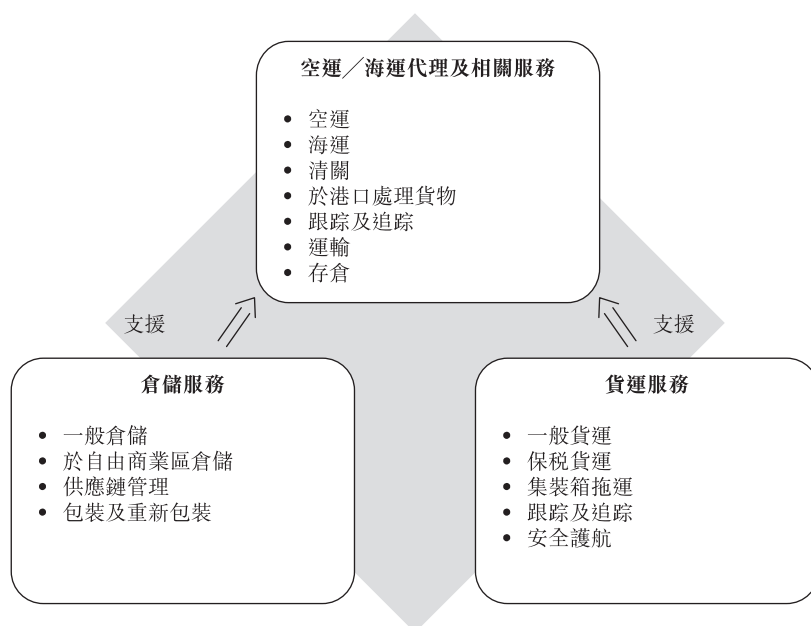 空運／海運代理及相關服務
• 空運
• 海運
• 清關
• 於港口處理貨物
• 跟踪及追踪
• 運輸
• 存倉
支援
支援
倉儲服務
• 一般倉儲
• 於自由商業區倉儲
• 供應鏈管理
• 包裝及重新包裝
貨運服務
• 一般貨運
• 保稅貨運
• 集裝箱拖運
• 跟踪及追踪
• 安全護航